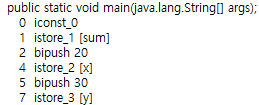 public static void main(java.lang.String[] args);
0 iconst_0
1 istore_1 [sum]
2 bipush 20
4 istore_2 [x]
5 bipush 30
7 istore_3 [y]